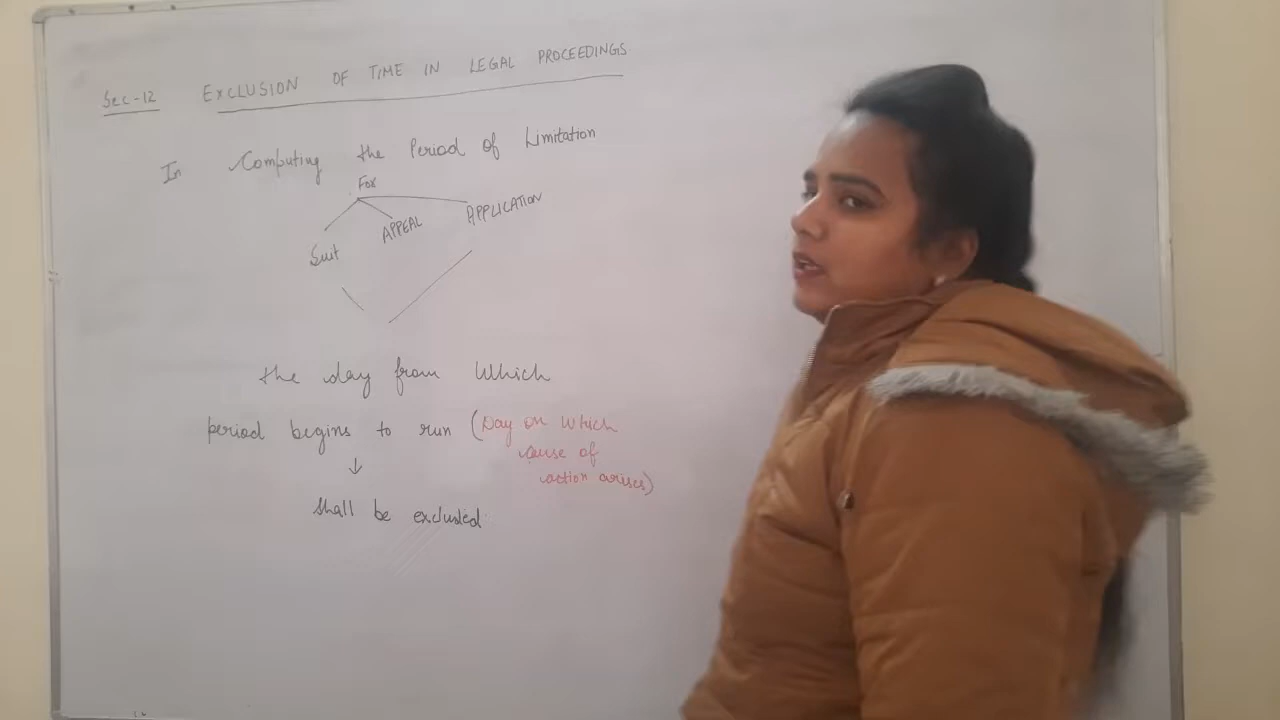 Sec-12 EXCLUSION OF TIME IN LEGAL PROCEEDINGS
In Computing the Period of Limitation
For
Suit APPEAL APPLICATION
the day from which
period begins to run (Day on which
cause of
action arises)
shall be excluded